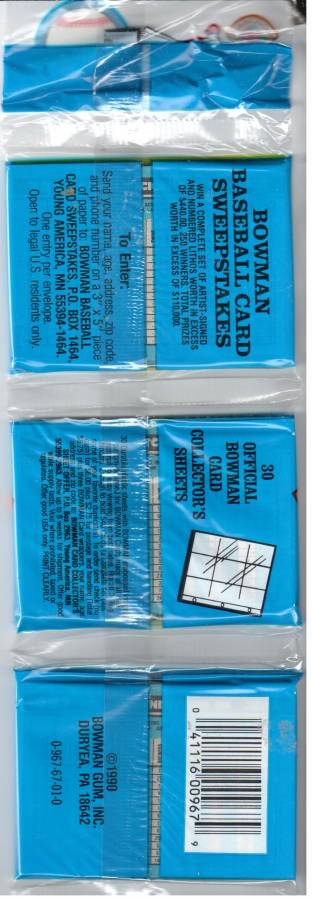 BOWMAN
BASEBALL CARD
SWEEPSTAKES
WIN A COMPLETE SET OF ARTIST-SIGNED
AND NUMBERED LITHOS WORTH IN EXCESS
OF $440.00. 250 WINNERS. TOTAL PRIZES
WORTH IN EXCESS OF $110,000.
To Enter:
Send your name, age, address, zip code
and phone number on a 3" x 5" piece
of paper to: BOWMAN BASEBALL
CARD SWEEPSTAKES, P.O. BOX 1464,
YOUNG AMERICA, MN 55394-1464.
One entry per envelope.
Open to legal U.S. residents only.
30
OFFICIAL
BOWMAN
CARD
COLLECTOR'S
SHEETS
0 41116 00967 9
©1990
BOWMAN GUM, INC.
DURYEA, PA 18642
0-967-67-01-0